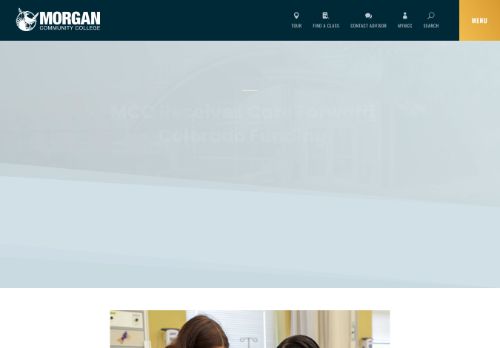 MORGAN
COMMUNITY COLLEGE
TOUR
FIND A CLASS
CONTACT ADVISOR
MYMCC
SEARCH
MENU
MCC Receives Care Forward
Colorado Funding